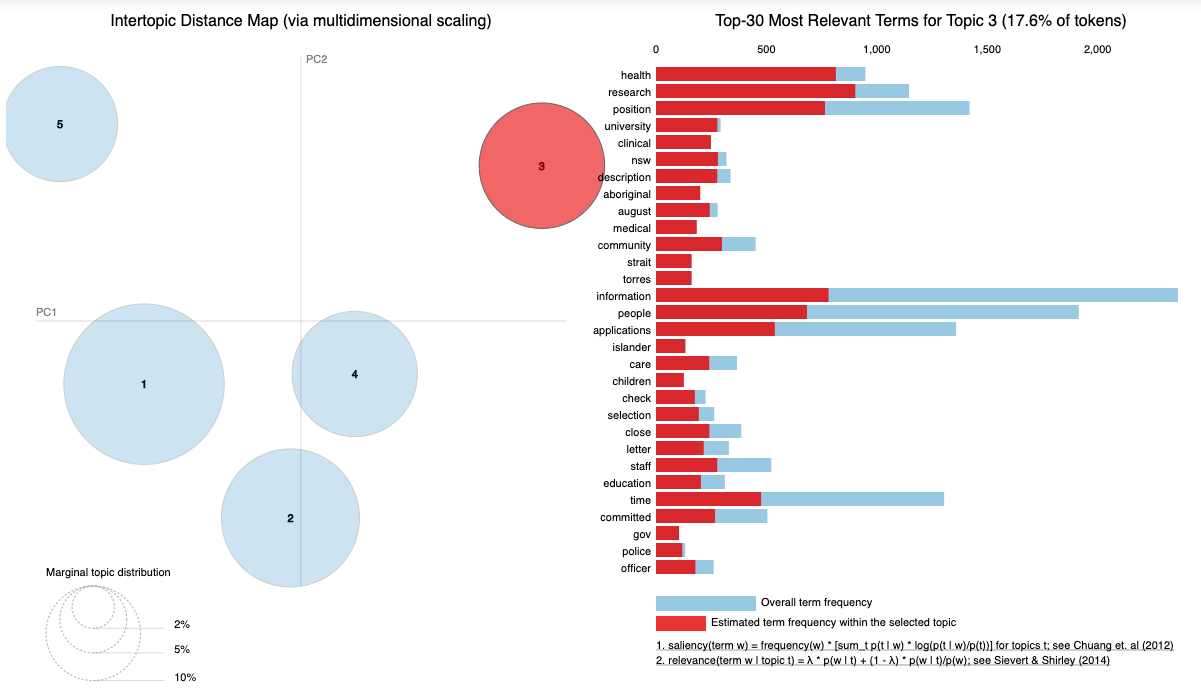 Intertopic Distance Map (via multidimensional scaling)
PC2
PC1
5
3
1
4
2
Marginal topic distribution
2%
5%
10%
Top-30 Most Relevant Terms for Topic 3 (17.6% of tokens)
0 500 1,000 1,500 2,000
health
research
position
university
clinical
nsw
description
aboriginal
august
medical
community
strait
torres
information
people
applications
islander
care
children
check
selection
close
letter
staff
education
time
committed
gov
police
officer
Overall term frequency
Estimated term frequency within the selected topic
1. saliency(term w) = frequency(w) * [sum_t p(t | w) * log(p(t | w)/p(t))] for topics t; see Chuang et. al (2012)
2. relevance(term w | topic t) = λ * p(w | t) + (1 - λ) * p(w | t)/p(w); see Sievert & Shirley (2014)